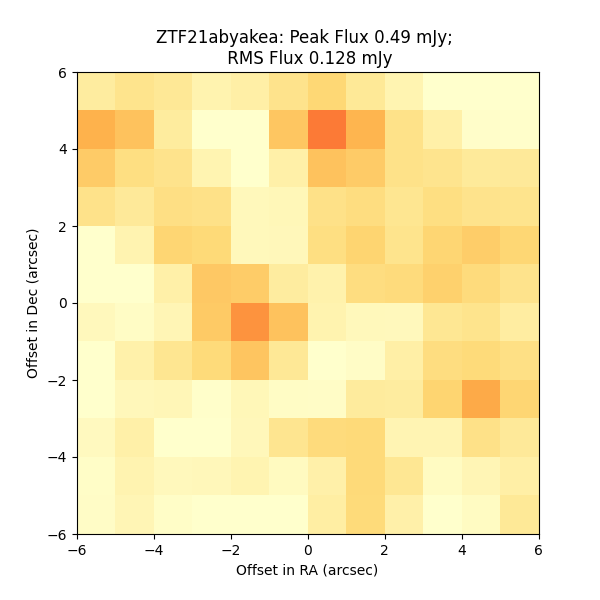 ZTF21abyakea: Peak Flux 0.49 mJy;
RMS Flux 0.128 mJy
6
4
2
0
−2
−4
−6
Offset in Dec (arcsec)
−6 −4 −2 0 2 4 6
Offset in RA (arcsec)